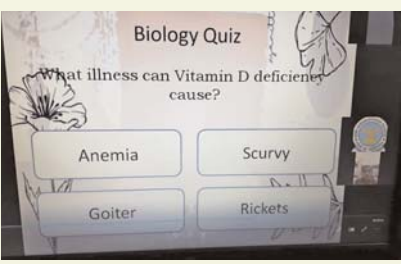 Biology Quiz
What illness can Vitamin D deficiency
cause?
Anemia
Scurvy
Goiter
Rickets